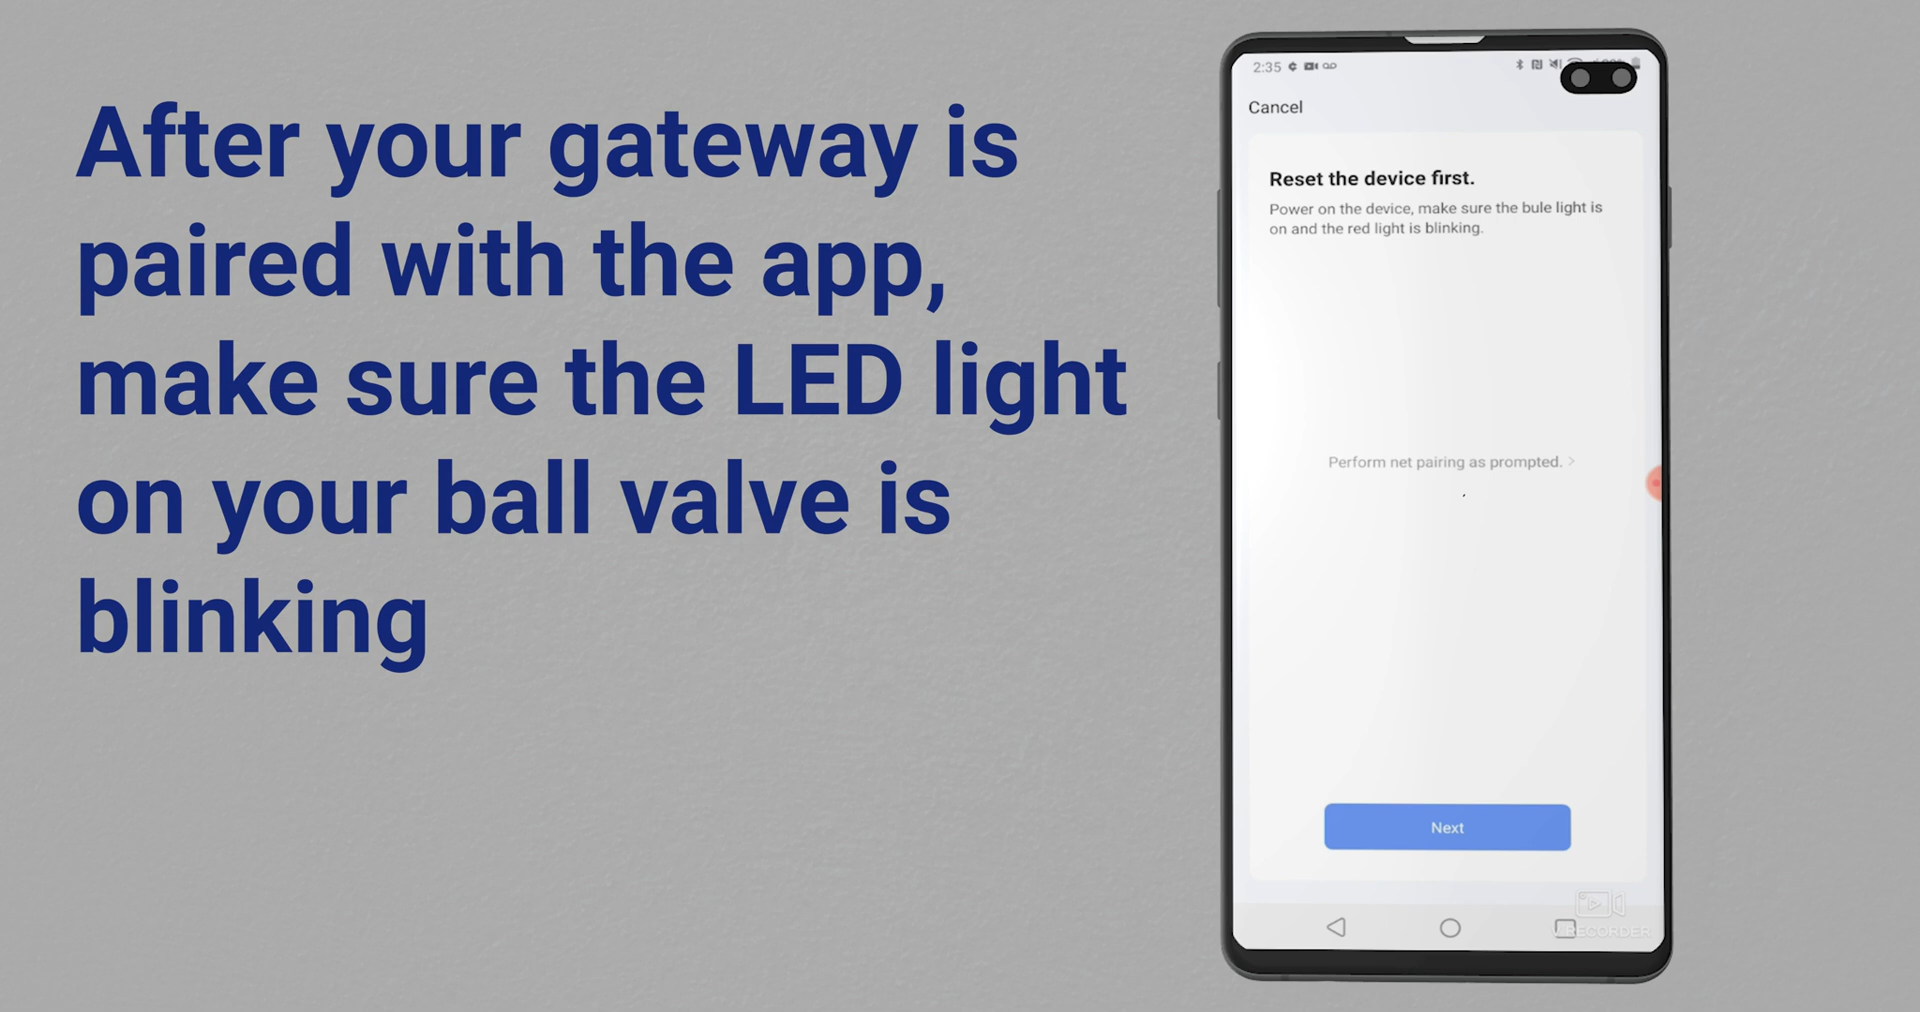 After your gateway is
paired with the app,
make sure the LED light
on your ball valve is
blinking
2:35
Cancel
Reset the device first.
Power on the device, make sure the bule light is
on and the red light is blinking.
Perform net pairing as prompted. >
Next
RECORDER